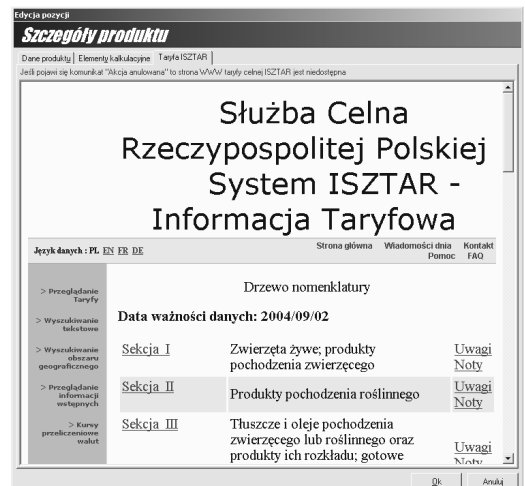 Edycja pozycji
Szczegóły produktu
Dane produktu Elementy kalkulacyjne Taryfa ISZTAR
Jeśli pojawi się komunikat "Akcja anulowana" to strona WWW taryfy celnej ISZTAR jest niedostępna
Służba Celna
Rzeczypospolitej Polskiej
System ISZTAR -
Informacja Taryfowa
Język danych : PL EN FR DE
Strona główna Wiadomości dnia Kontakt
Pomoc FAQ
> Przeglądanie
Taryfy
> Wyszukiwanie
tekstowe
> Wyszukiwanie
obszaru
geograficznego
> Przeglądanie
informacji
wstępnych
> Kursy
przeliczeniowe
walut
Drzewo nomenklatury
Data ważności danych: 2004/09/02
Sekcja I Zwierzęta żywe; produkty Uwagi
pochodzenia zwierzęcego Noty
Sekcja II Produkty pochodzenia roślinnego Uwagi
Noty
Sekcja III Tłuszcze i oleje pochodzenia
zwierzęcego lub roślinnego oraz
produkty ich rozkładu; gotowe Uwagi
Noty
Ok Anuluj